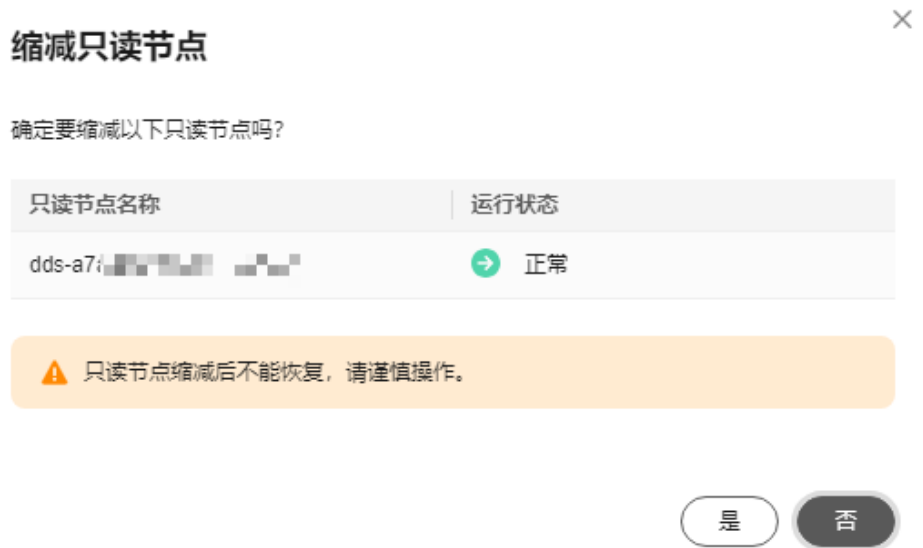 缩减只读节点
确定要缩减以下只读节点吗？
只读节点名称 运行状态
dds-a7 正常
只读节点缩减后不能恢复，请谨慎操作。
是 否